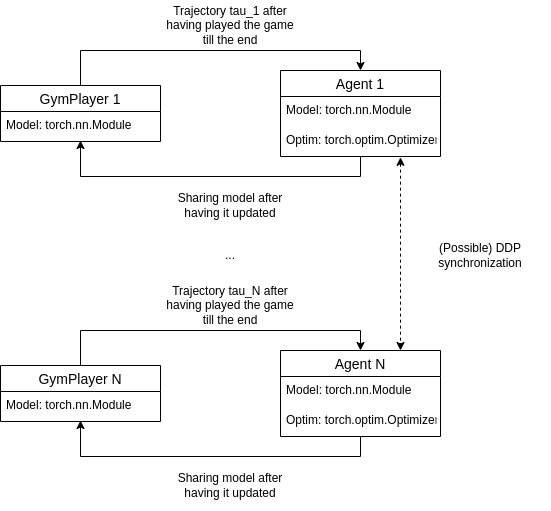 Trajectory tau_1 after
having played the game
till the end
GymPlayer 1
Model: torch.nn.Module
Agent 1
Model: torch.nn.Module
Optim: torch.optim.Optimizer
Sharing model after
having it updated
(Possible) DDP
synchronization
...
Trajectory tau_N after
having played the game
till the end
GymPlayer N
Model: torch.nn.Module
Agent N
Model: torch.nn.Module
Optim: torch.optim.Optimizer
Sharing model after
having it updated